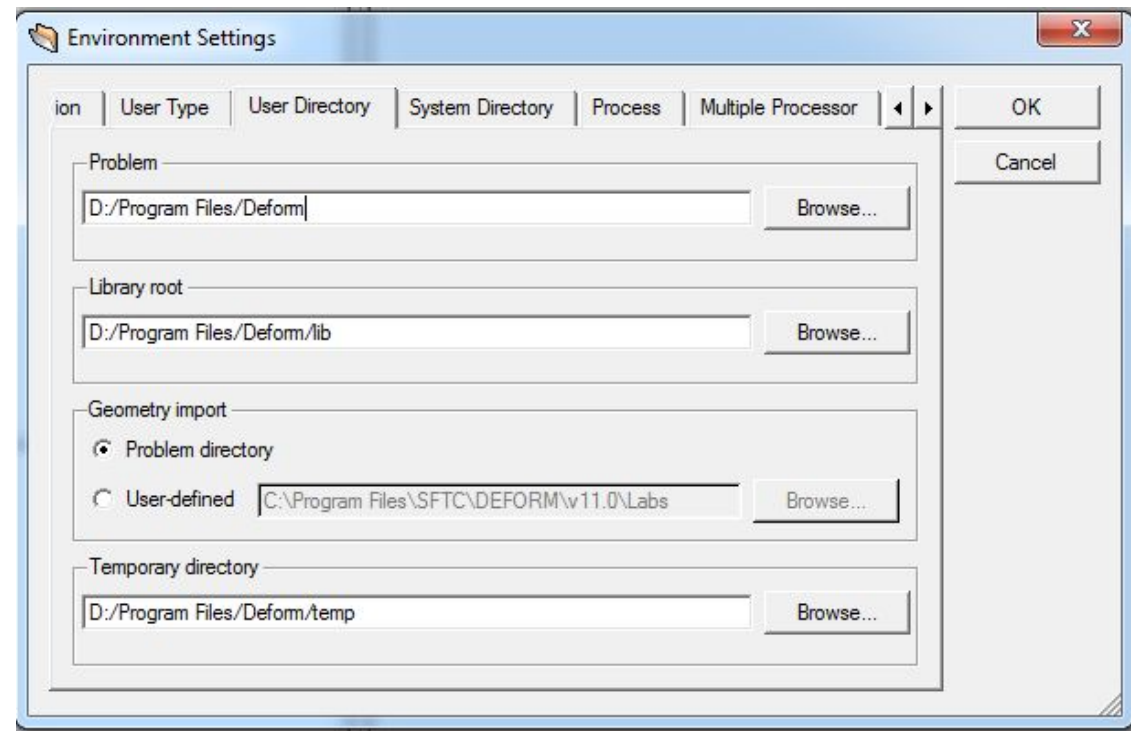 Environment Settings
ion User Type User Directory System Directory Process Multiple Processor
OK
Cancel
Problem
D:/Program Files/Deform
Browse...
Library root
D:/Program Files/Deform/lib
Browse...
Geometry import
Problem directory
User-defined C:\Program Files\SFTC\DEFORM\v11.0\Labs Browse...
Temporary directory
D:/Program Files/Deform/temp
Browse...